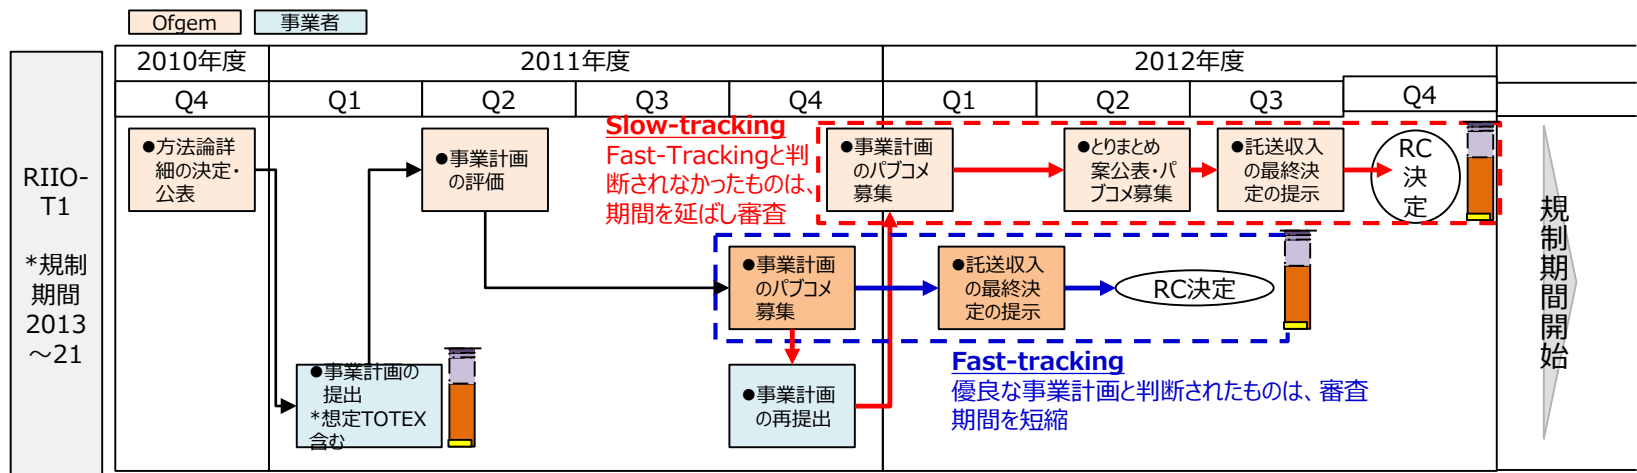 Ofgem
事業者
2010年度
2011年度
2012年度
Q4
Q1
Q2
Q3
Q4
Q1
Q2
Q3
Q4
RIIO-
T1
*規制
期間
2013
～21
●方法論詳
細の決定・
公表
●事業計画
の評価
Slow-tracking
Fast-Trackingと判
断されなかったものは、
期間を延ばし審査
●事業計画
のパブコメ
募集
●とりまとめ
案公表・パ
ブコメ募集
●託送収入
の最終決
定の提示
RC
決
定
●事業計画
のパブコメ
募集
●託送収入
の最終決
定の提示
RC決定
●事業計画の
提出
*想定TOTEX
含む
●事業計画
の再提出
Fast-tracking
優良な事業計画と判断されたものは、審査
期間を短縮
規制期間開始